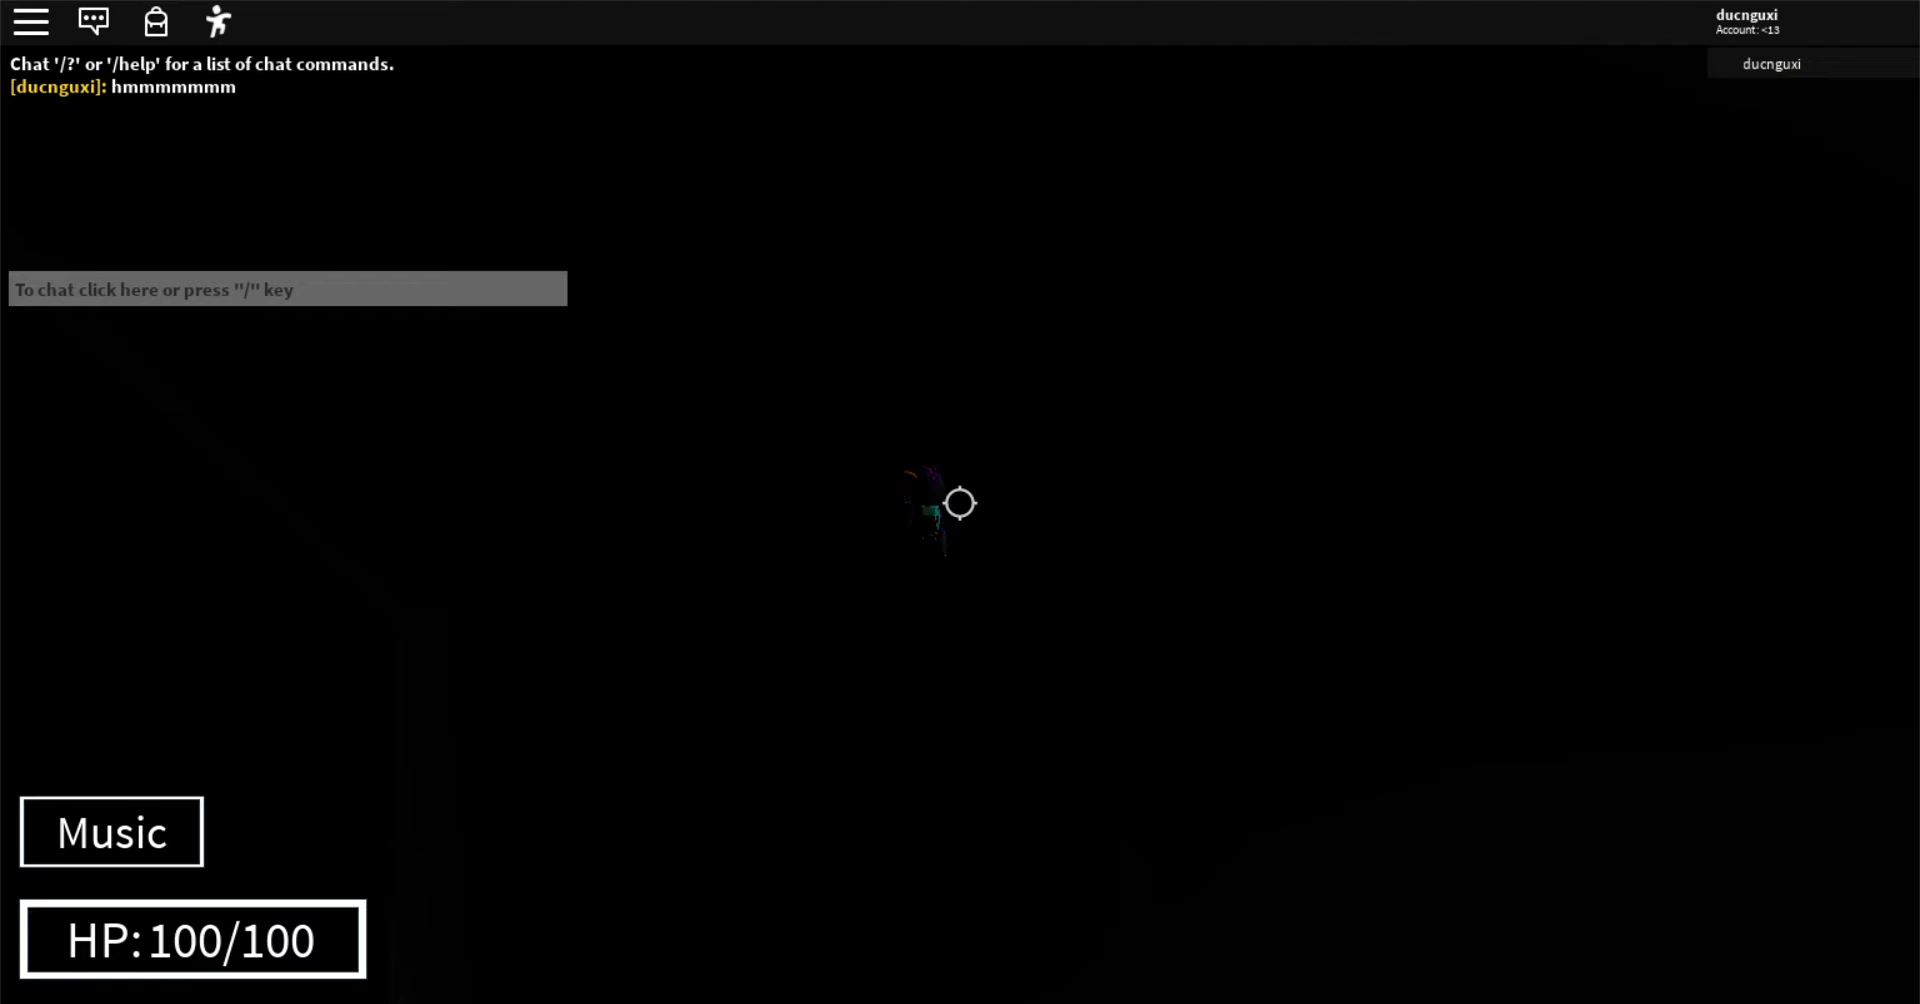 ducnguxi
Account: <13
ducnguxi
Chat '/?' or '/help' for a list of chat commands.
[ducnguxi]: hmmmmmmm
To chat click here or press "/" key
Music
HP: 100/100